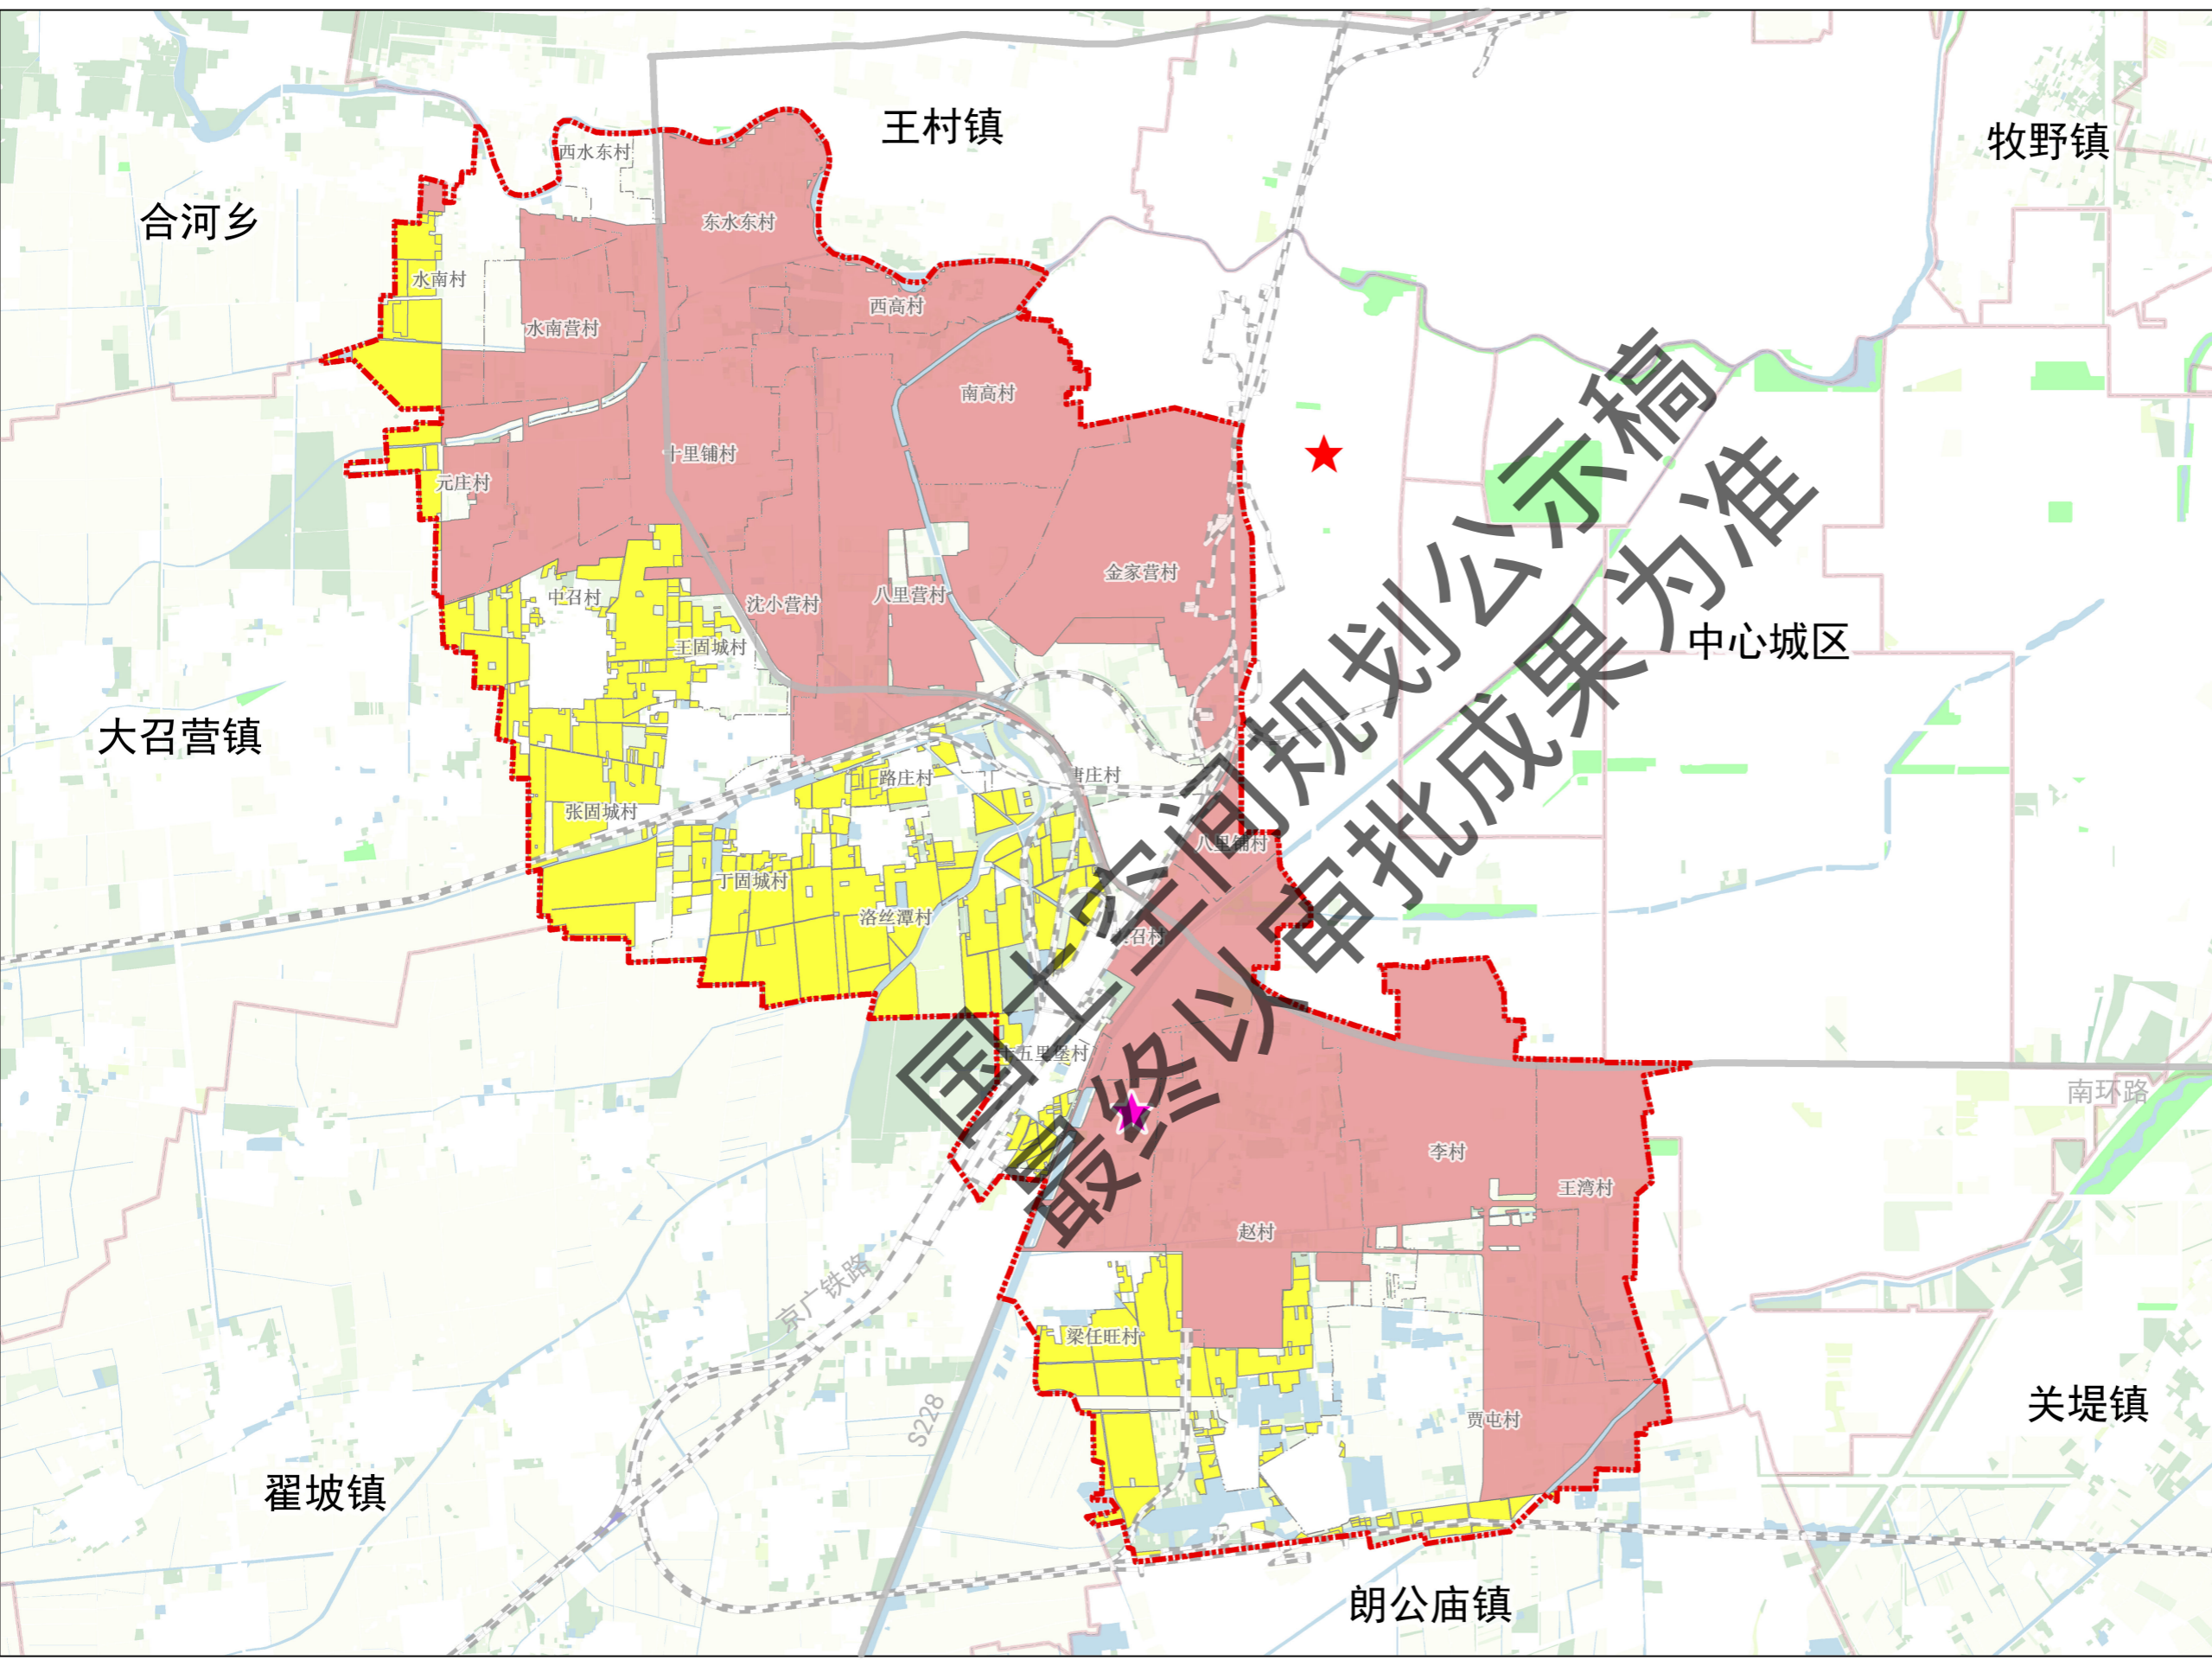 王村镇
牧野镇
西水东村
合河乡
东水东村
水南村
西高村
水南营村
南高村
十里铺村
元庄村
金家营村
中召村
沈小营村
八里营村
王固城村
中心城区
大召营镇
路庄村
唐庄村
张固城村
八里铺村
丁固城村
洛丝潭村
召村
十五里堡村
南环路
李村
王湾村
赵村
京广铁路
梁任旺村
S228
贾屯村
关堤镇
翟坡镇
朗公庙镇
国土空间规划公示稿
最终以审批成果为准